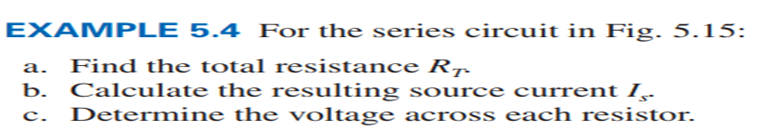 EXAMPLE 5.4 For the series circuit in Fig. 5.15:
a. Find the total resistance R_T.
b. Calculate the resulting source current I_s.
c. Determine the voltage across each resistor.